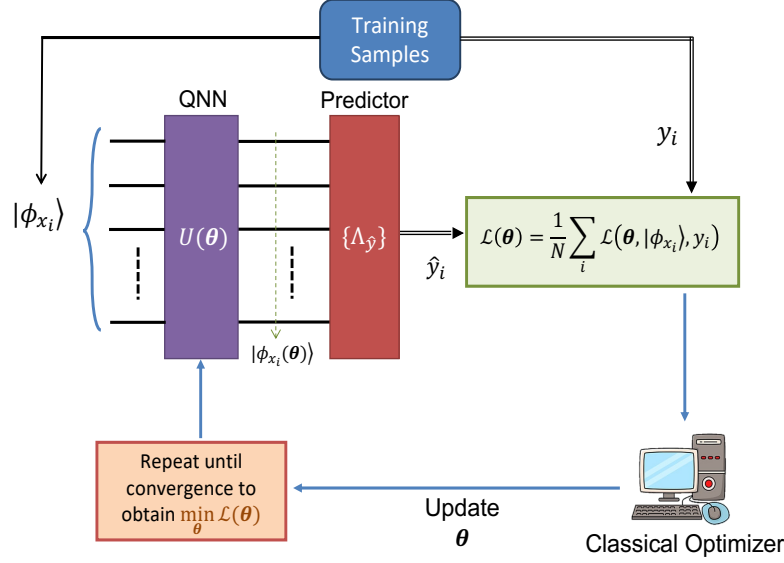 Training
Samples
QNN
Predictor
y_i
|ϕ_{x_i}⟩
U(𝜽)
{Λ_ŷ}
ŷ_i
ℒ(𝜽) = 1/N ∑_i ℒ(𝜽, |ϕ_{x_i}⟩, y_i)
|ϕ_{x_i}(𝜽)⟩
Repeat until
convergence to
obtain min_𝜽 ℒ(𝜽)
Update
𝜽
Classical Optimizer